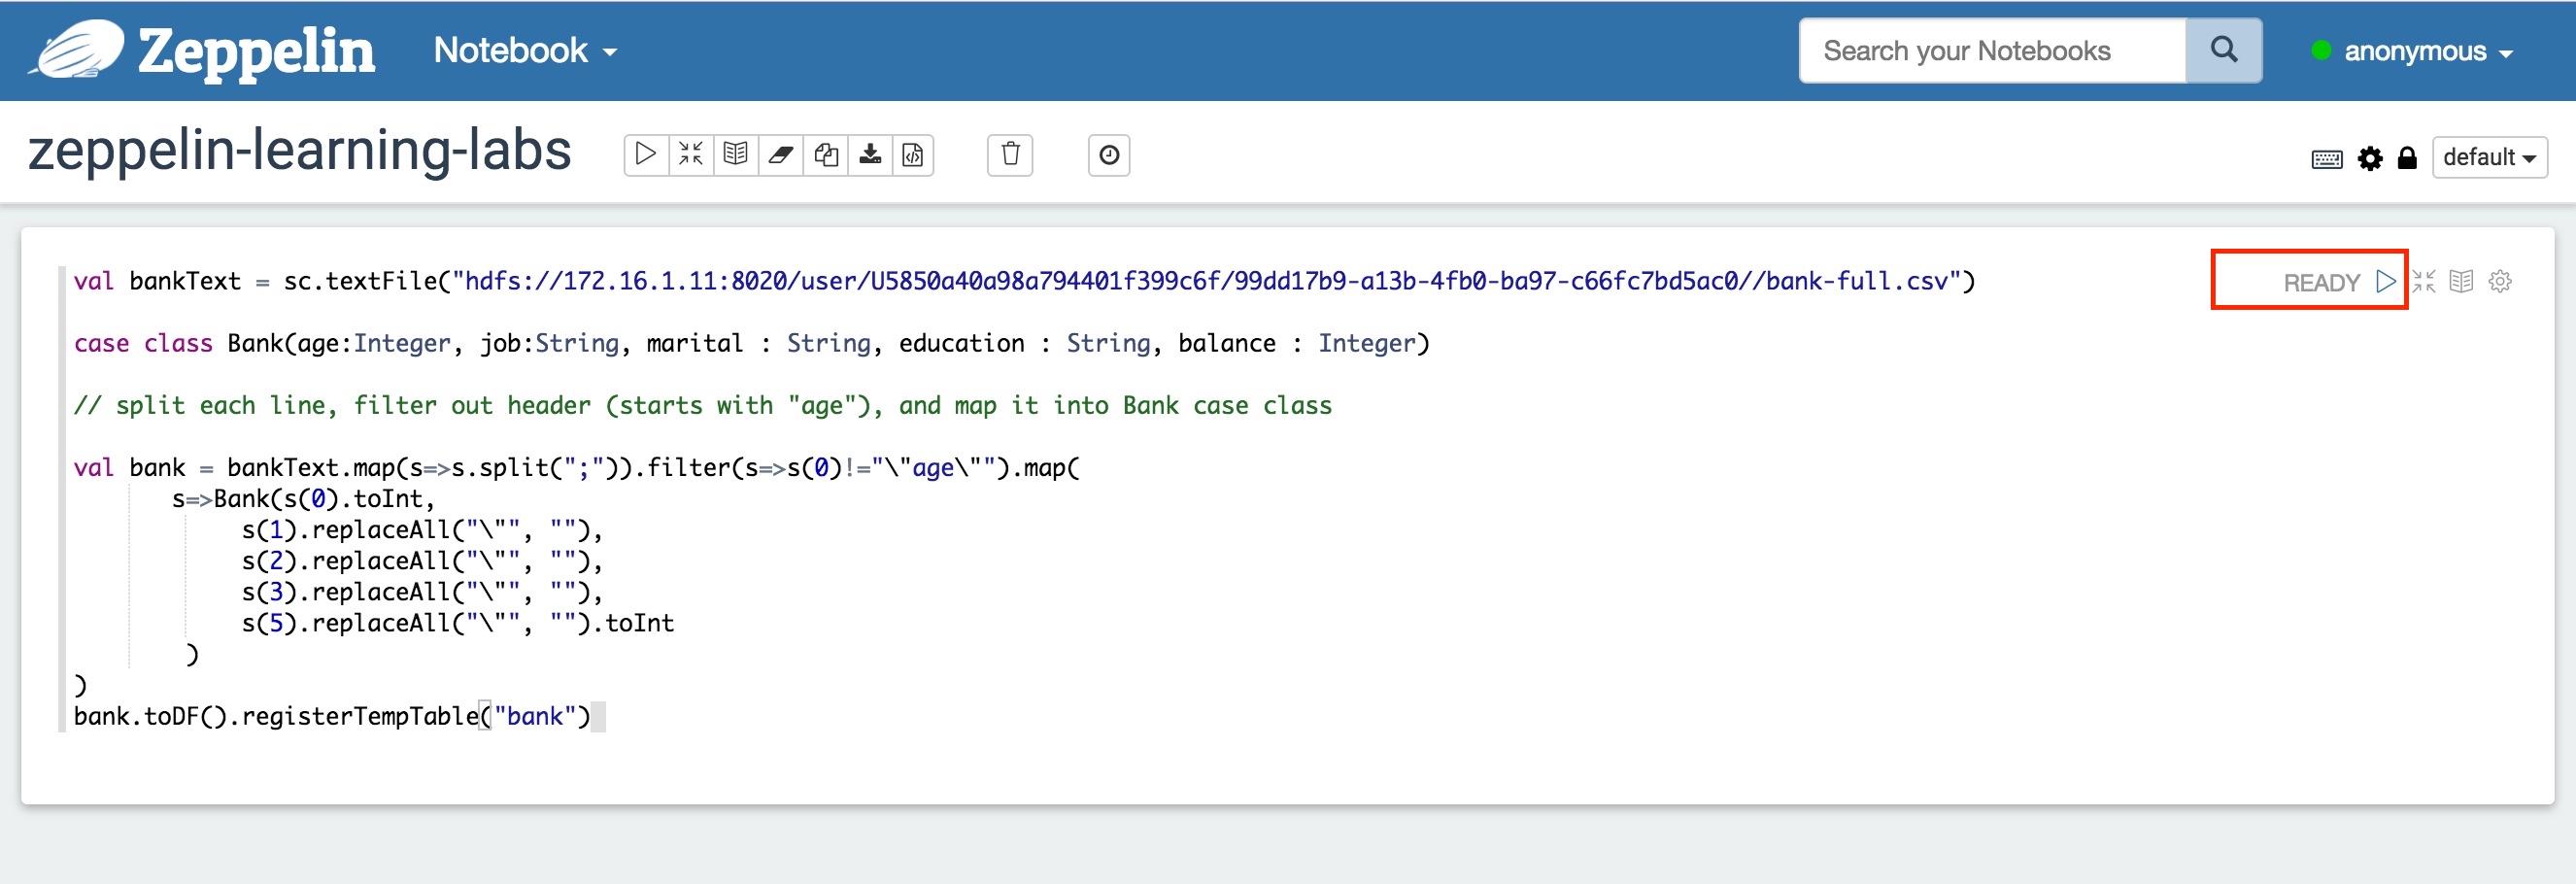 Zeppelin Notebook Search your Notebooks anonymous
zeppelin-learning-labs default
val bankText = sc.textFile("hdfs://172.16.1.11:8020/user/U5850a40a98a794401f399c6f/99dd17b9-a13b-4fb0-ba97-c66fc7bd5ac0//bank-full.csv") READY
case class Bank(age:Integer, job:String, marital : String, education : String, balance : Integer)
// split each line, filter out header (starts with "age"), and map it into Bank case class
val bank = bankText.map(s=>s.split(";")).filter(s=>s(0)!="\"age\"").map(
s=>Bank(s(0).toInt,
s(1).replaceAll("\"", ""),
s(2).replaceAll("\"", ""),
s(3).replaceAll("\"", ""),
s(5).replaceAll("\"", "").toInt
)
)
bank.toDF().registerTempTable("bank")